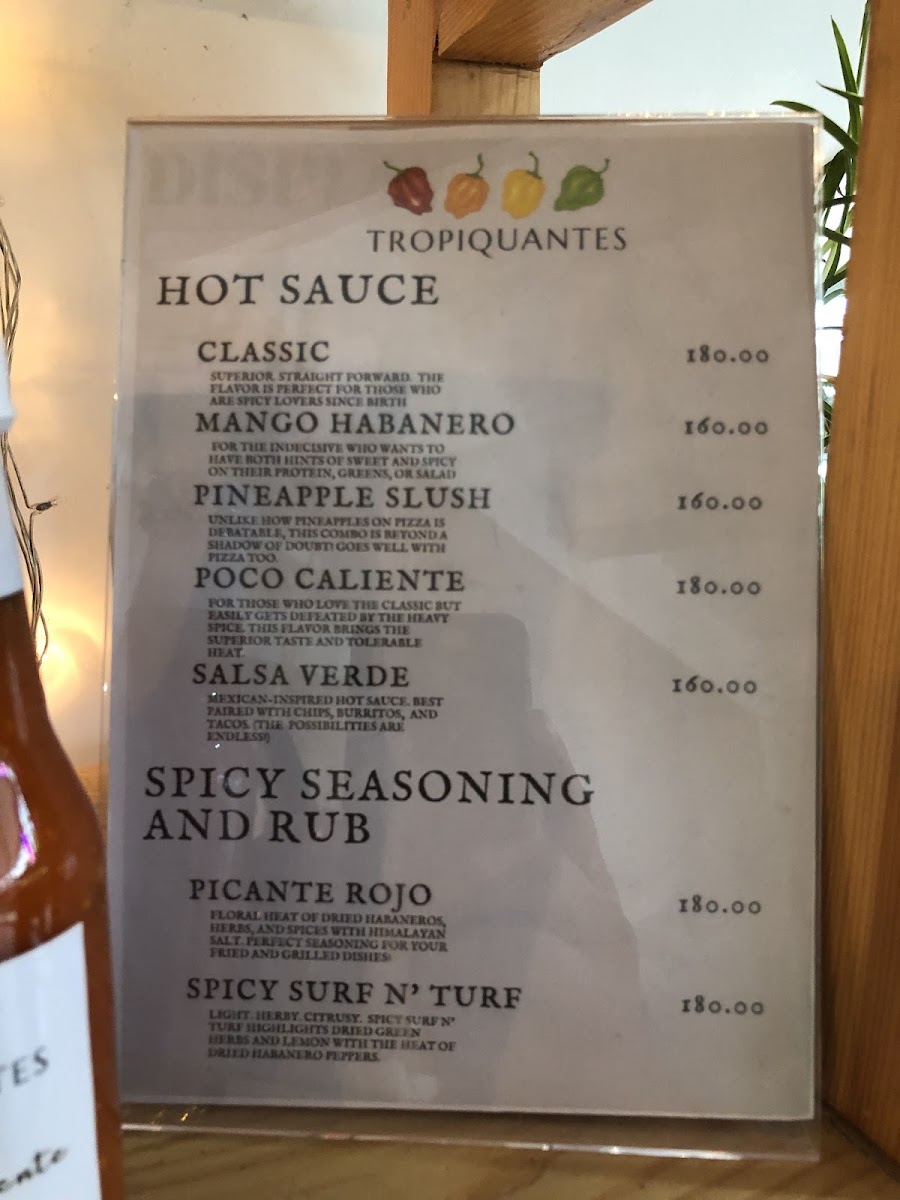 TROPIQUANTES
HOT SAUCE
CLASSIC 180.00
SUPERIOR. STRAIGHT FORWARD. THE
FLAVOR IS PERFECT FOR THOSE WHO
ARE SPICY LOVERS SINCE BIRTH
MANGO HABANERO 160.00
FOR THE INDECISIVE WHO WANTS TO
HAVE BOTH HINTS OF SWEET AND SPICY
ON THEIR PROTEIN, GREENS, OR SALAD
PINEAPPLE SLUSH 160.00
UNLIKE HOW PINEAPPLES ON PIZZA IS
DEBATABLE, THIS COMBO IS BEYOND A
SHADOW OF DOUBT! GOES WELL WITH
PIZZA TOO.
POCO CALIENTE 180.00
FOR THOSE WHO LOVE THE CLASSIC BUT
EASILY GETS DEFEATED BY THE HEAVY
SPICE. THIS FLAVOR BRINGS THE
SUPERIOR TASTE AND TOLERABLE
HEAT.
SALSA VERDE 160.00
MEXICAN-INSPIRED HOT SAUCE. BEST
PAIRED WITH CHIPS, BURRITOS, AND
TACOS. (THE POSSIBILITIES ARE
ENDLESS!)
SPICY SEASONING
AND RUB
PICANTE ROJO 180.00
FLORAL HEAT OF DRIED HABANEROS,
HERBS, AND SPICES WITH HIMALAYAN
SALT. PERFECT SEASONING FOR YOUR
FRIED AND GRILLED DISHES!
SPICY SURF N' TURF 180.00
LIGHT. HERBY. CITRUSY. SPICY SURF N'
TURF HIGHLIGHTS DRIED GREEN
HERBS AND LEMON WITH THE HEAT OF
DRIED HABANERO PEPPERS.
TES
ente